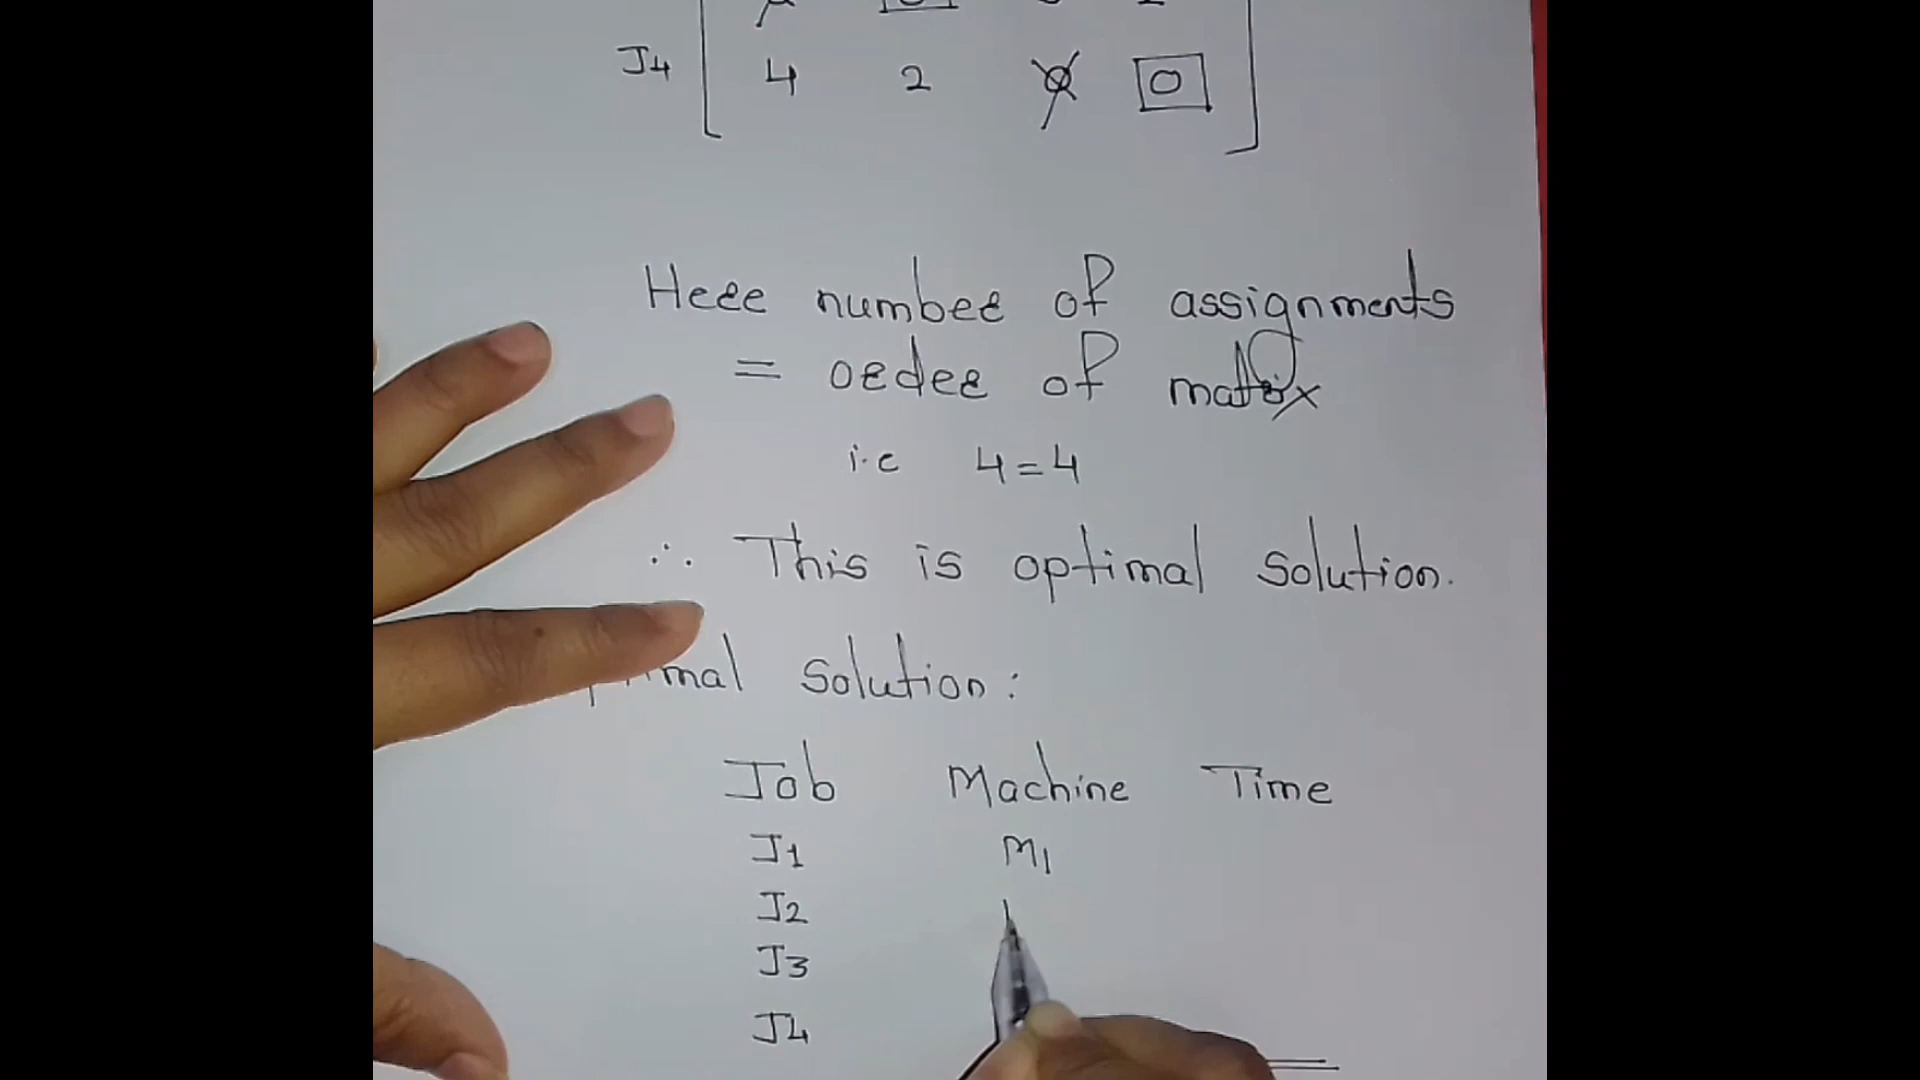 J4 4 2 0 0
Here number of assignments
= order of matrix
i.e 4=4
∴ This is optimal solution.
solution:
Job Machine Time
J1 M1
J2
J3
J4